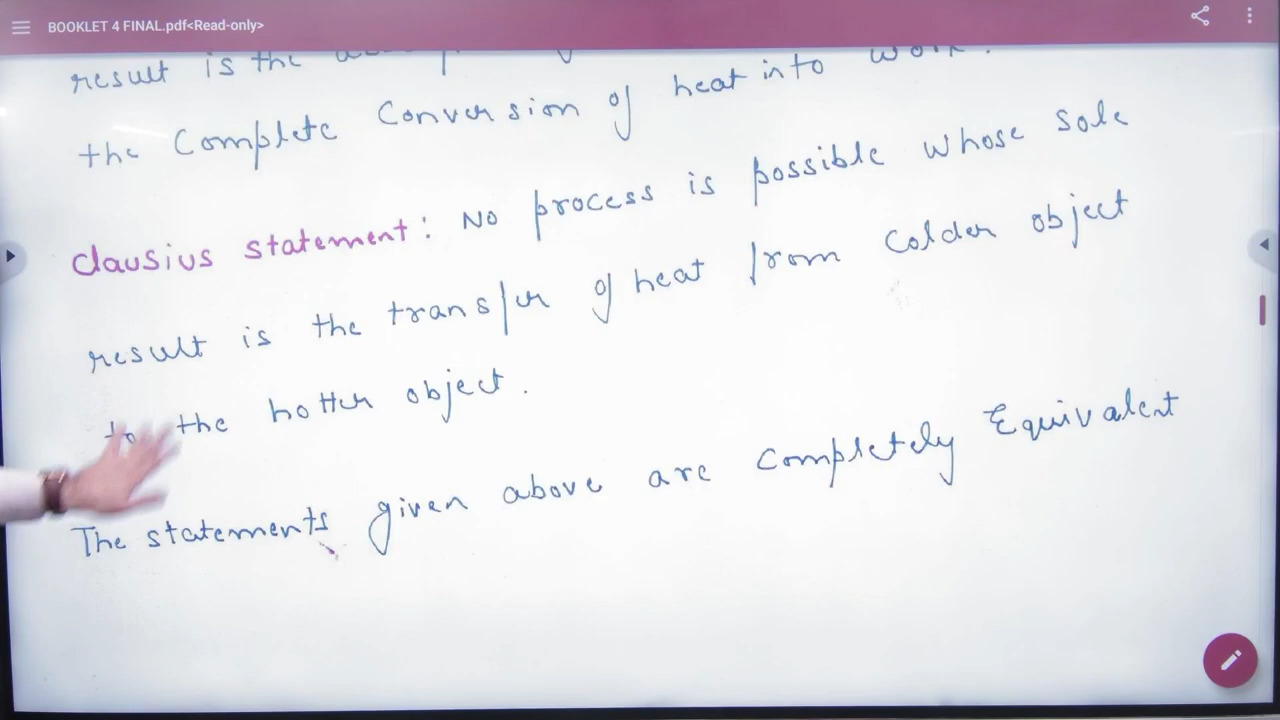 BOOKLET 4 FINAL.pdf<Read-only>
result is the
the Complete Conversion of heat into work.
Clausius statement: No process is possible whose sole
result is the transfer of heat from Colder object
to the hotter object.
The statements given above are completely Equivalent